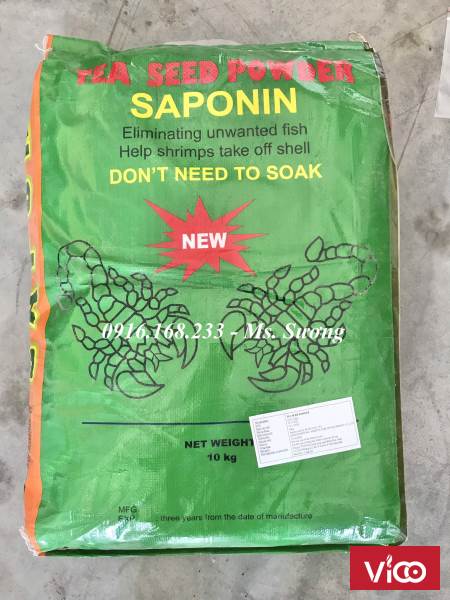 TEA SEED POWDER
SAPONIN
Eliminating unwanted fish
Help shrimps take off shell
DON'T NEED TO SOAK
NEW
0916.168.233 - Ms. Sương
NET WEIGHT
10 kg
MFG
EXP : three years from the date of manufacture
VICO